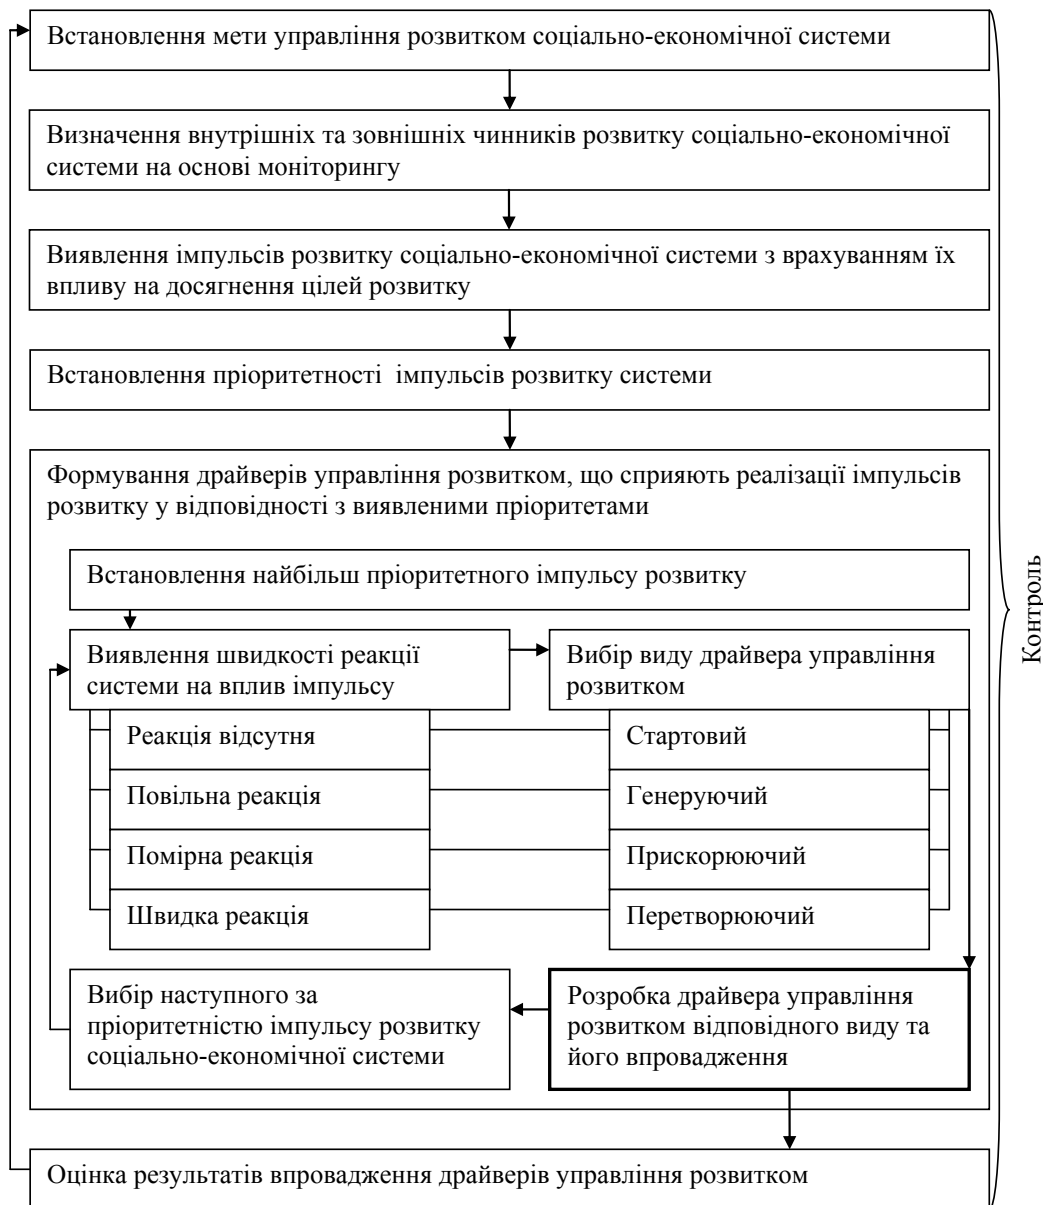 Встановлення мети управління розвитком соціально-економічної системи
Визначення внутрішніх та зовнішніх чинників розвитку соціально-економічної
системи на основі моніторингу
Виявлення імпульсів розвитку соціально-економічної системи з врахуванням їх
впливу на досягнення цілей розвитку
Встановлення пріоритетності імпульсів розвитку системи
Формування драйверів управління розвитком, що сприяють реалізації імпульсів
розвитку у відповідності з виявленими пріоритетами
Встановлення найбільш пріоритетного імпульсу розвитку
Виявлення швидкості реакції
системи на вплив імпульсу
Вибір виду драйвера управління
розвитком
Реакція відсутня
Стартовий
Повільна реакція
Генеруючий
Помірна реакція
Прискорюючий
Швидка реакція
Перетворюючий
Вибір наступного за
пріоритетністю імпульсу розвитку
соціально-економічної системи
Розробка драйвера управління
розвитком відповідного виду та
його впровадження
Оцінка результатів впровадження драйверів управління розвитком
Контроль